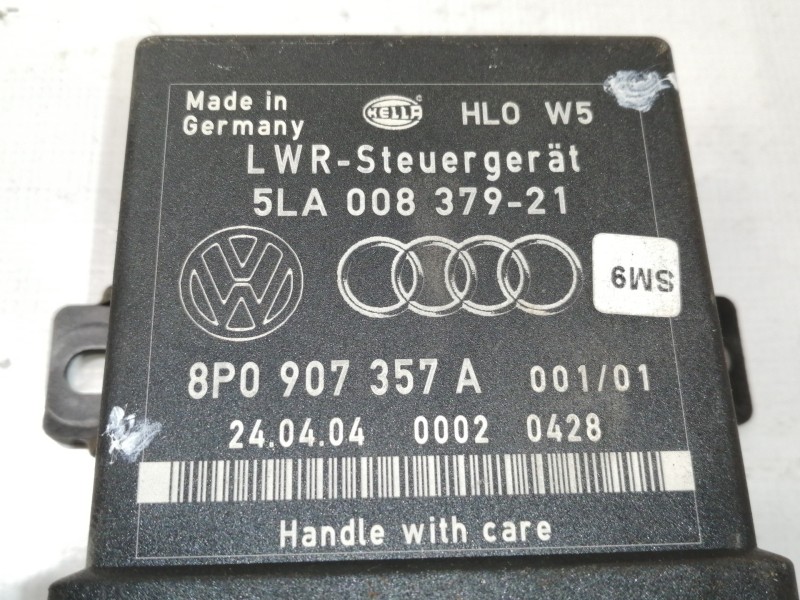 Made in
Germany
HELLA
HLO W5
LWR-Steuergerät
5LA 008 379-21
SM9
8P0 907 357 A 001/01
24.04.04 0002 0428
Handle with care